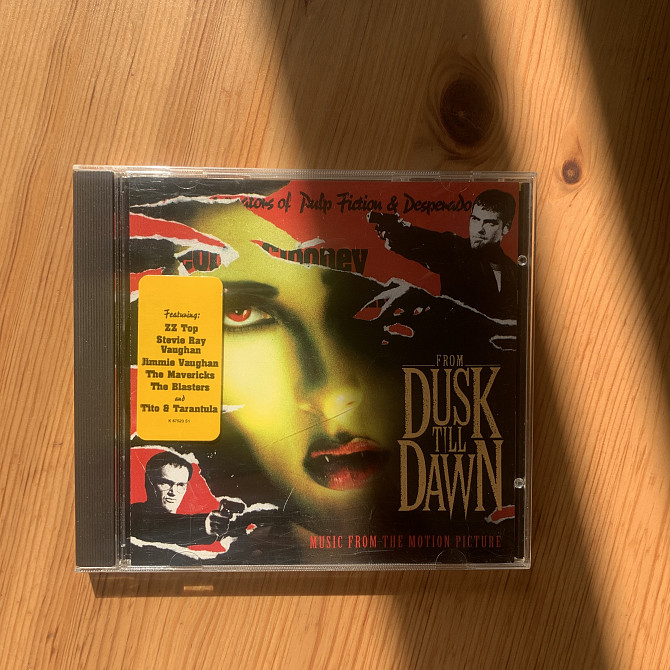 of Pulp Fiction & Desperado
Featuring:
ZZ Top
Stevie Ray
Vaughan
Jimmie Vaughan
The Mavericks
The Blasters
and
Tito & Tarantula
FROM
DUSK
TILL
DAWN
MUSIC FROM THE MOTION PICTURE